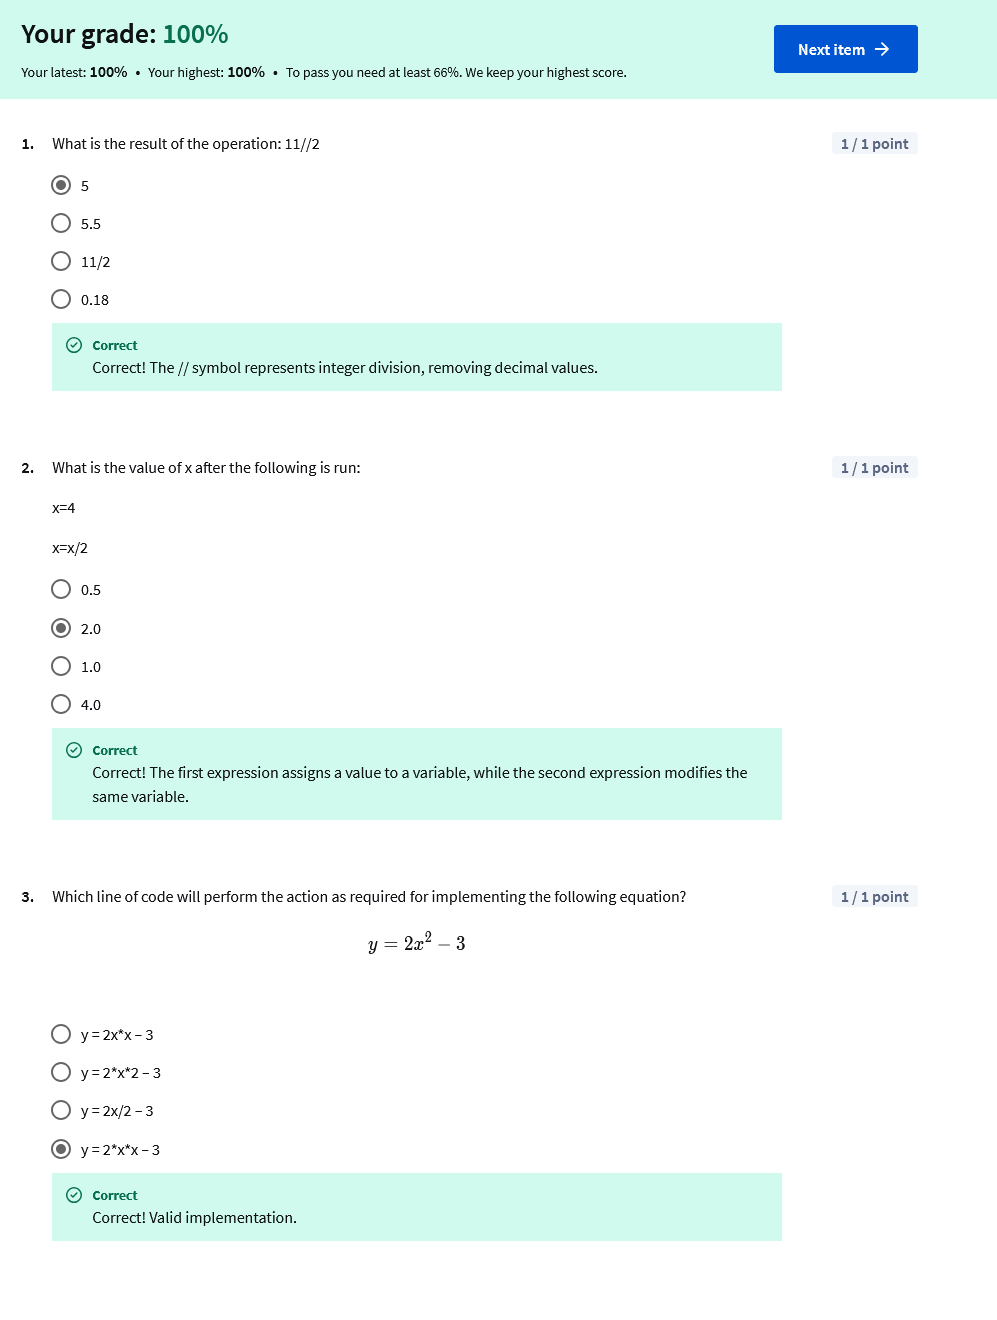 Your grade: 100%
Next item →
Your latest: 100% • Your highest: 100% • To pass you need at least 66%. We keep your highest score.
1. What is the result of the operation: 11//2
1 / 1 point
5
5.5
11/2
0.18
Correct
Correct! The // symbol represents integer division, removing decimal values.
2. What is the value of x after the following is run:
1 / 1 point
x=4
x=x/2
0.5
2.0
1.0
4.0
Correct
Correct! The first expression assigns a value to a variable, while the second expression modifies the
same variable.
3. Which line of code will perform the action as required for implementing the following equation?
1 / 1 point
y = 2x² − 3
y = 2x*x – 3
y = 2*x*2 – 3
y = 2x/2 – 3
y = 2*x*x – 3
Correct
Correct! Valid implementation.